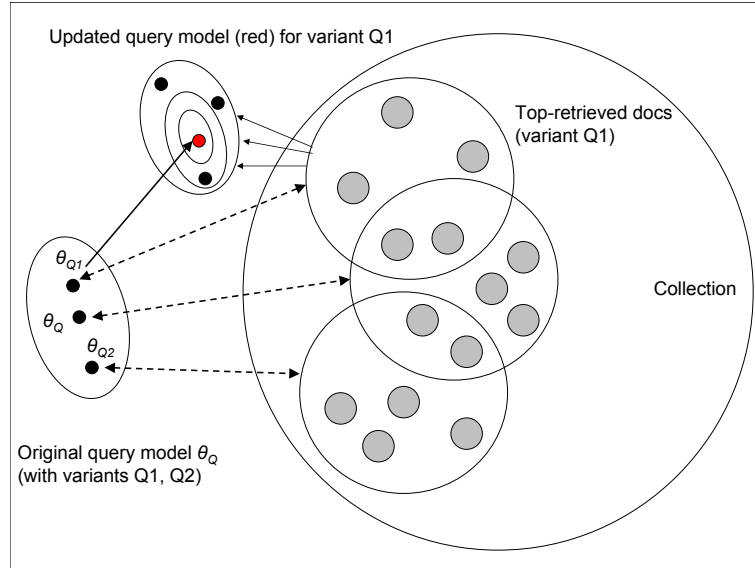 Updated query model (red) for variant Q1
Top-retrieved docs
(variant Q1)
θQ1
Collection
θQ
θQ2
Original query model θQ
(with variants Q1, Q2)